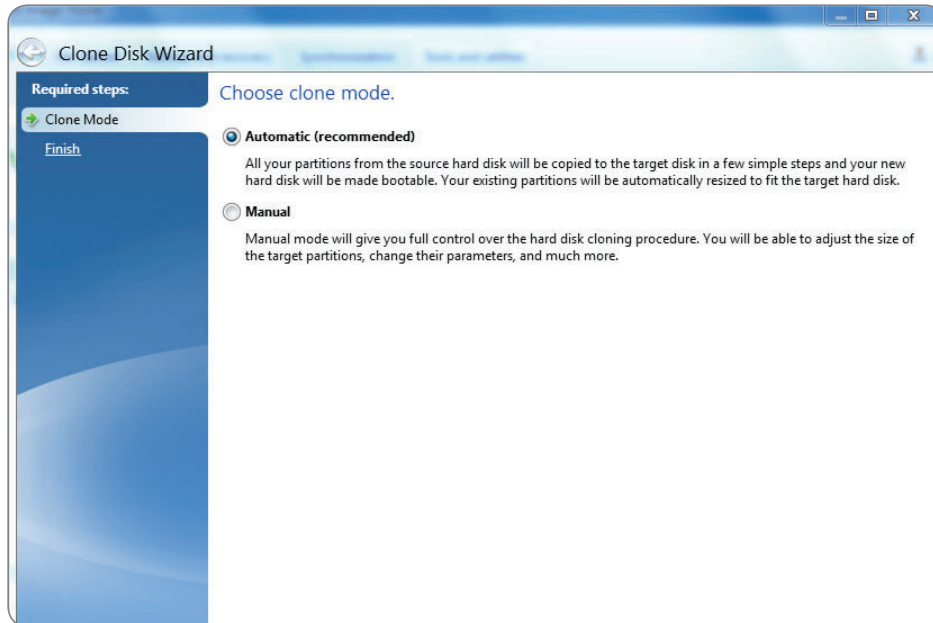 Clone Disk Wizard
Required steps:
Clone Mode
Finish
Choose clone mode.
Automatic (recommended)
All your partitions from the source hard disk will be copied to the target disk in a few simple steps and your new
hard disk will be made bootable. Your existing partitions will be automatically resized to fit the target hard disk.
Manual
Manual mode will give you full control over the hard disk cloning procedure. You will be able to adjust the size of
the target partitions, change their parameters, and much more.